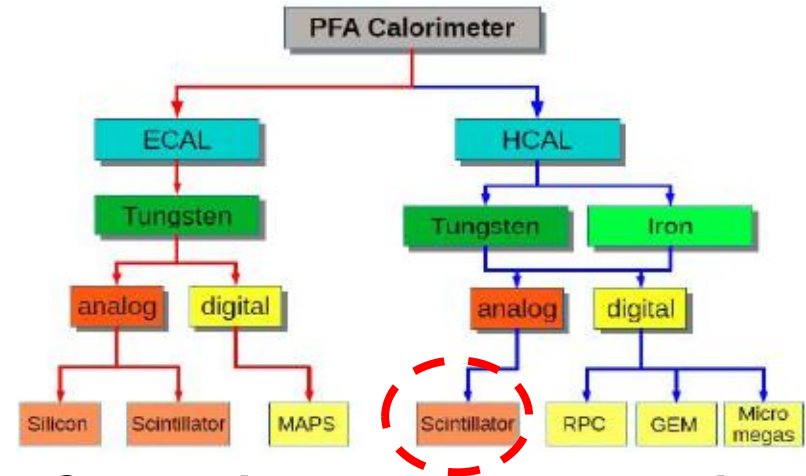 PFA Calorimeter
ECAL
HCAL
Tungsten
Tungsten
Iron
analog
digital
analog
digital
Silicon
Scintillator
MAPS
Scintillator
RPC
GEM
Micro
megas